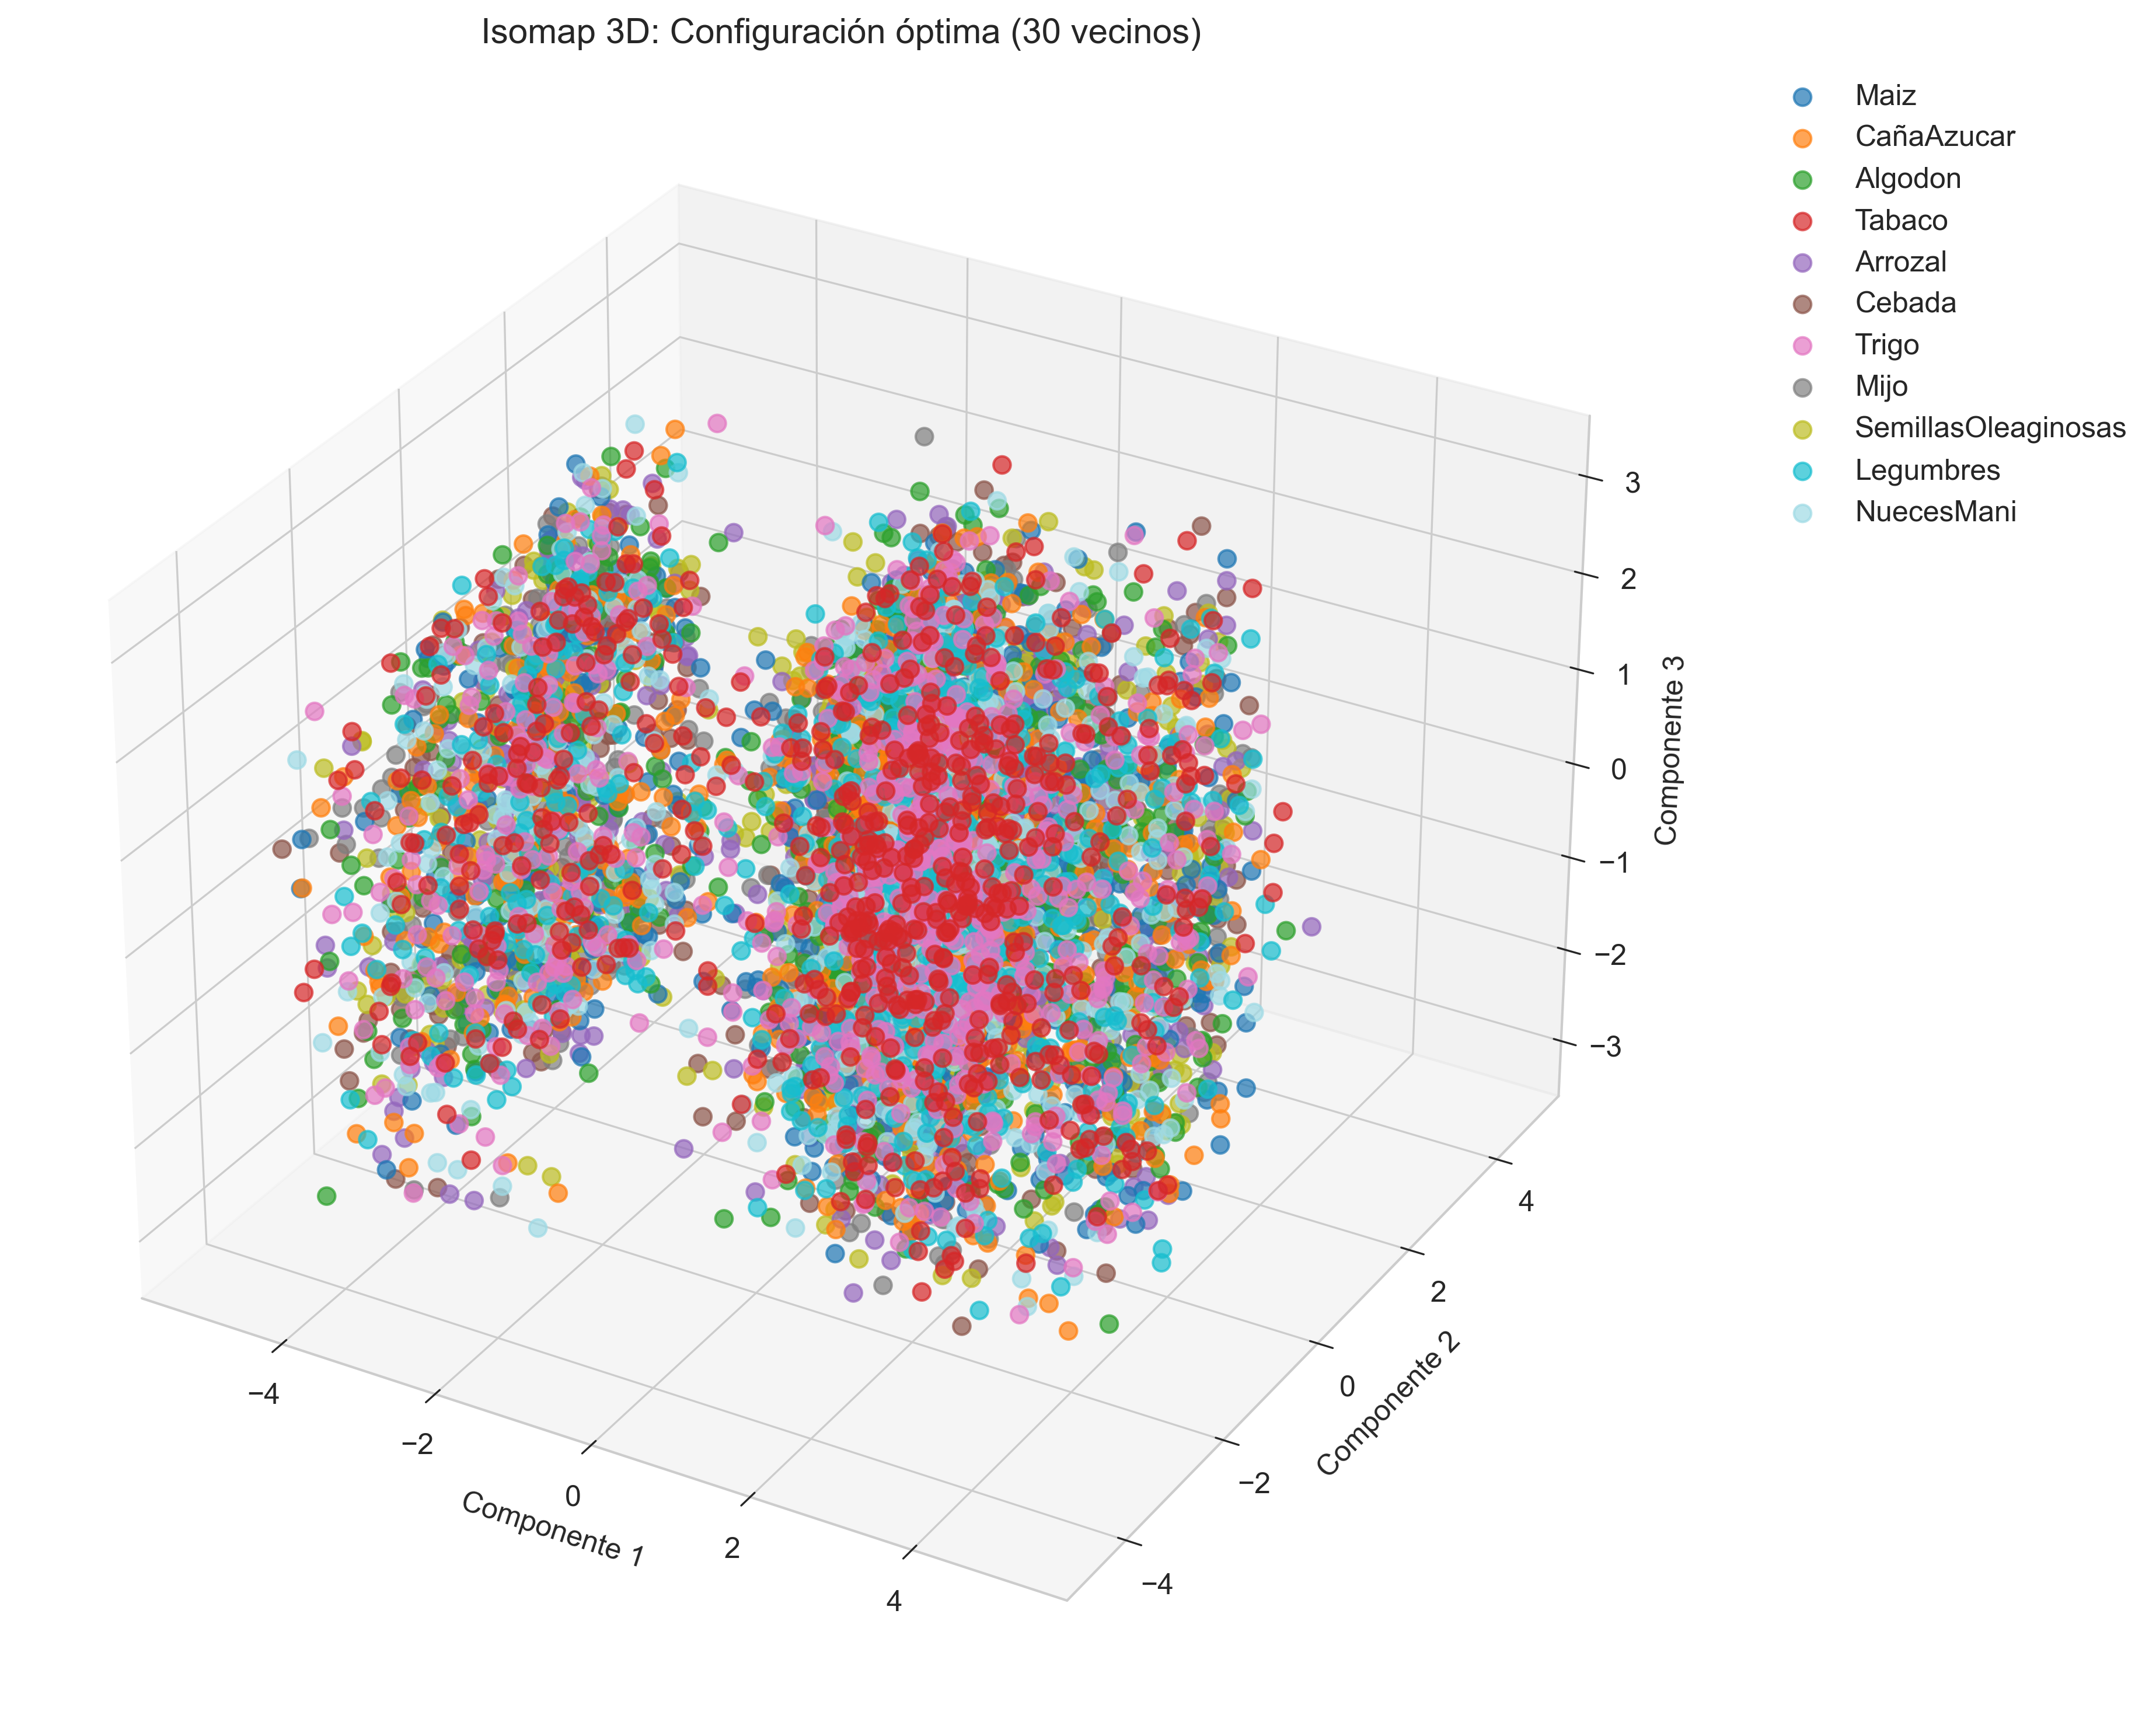 Isomap 3D: Configuración óptima (30 vecinos)
Maiz
CañaAzucar
Algodon
Tabaco
Arrozal
Cebada
Trigo
Mijo
SemillasOleaginosas
Legumbres
NuecesMani
3
2
1
0
−1
−2
−3
Componente 3
4
2
0
−2
−4
Componente 2
−4
−2
0
2
4
Componente 1